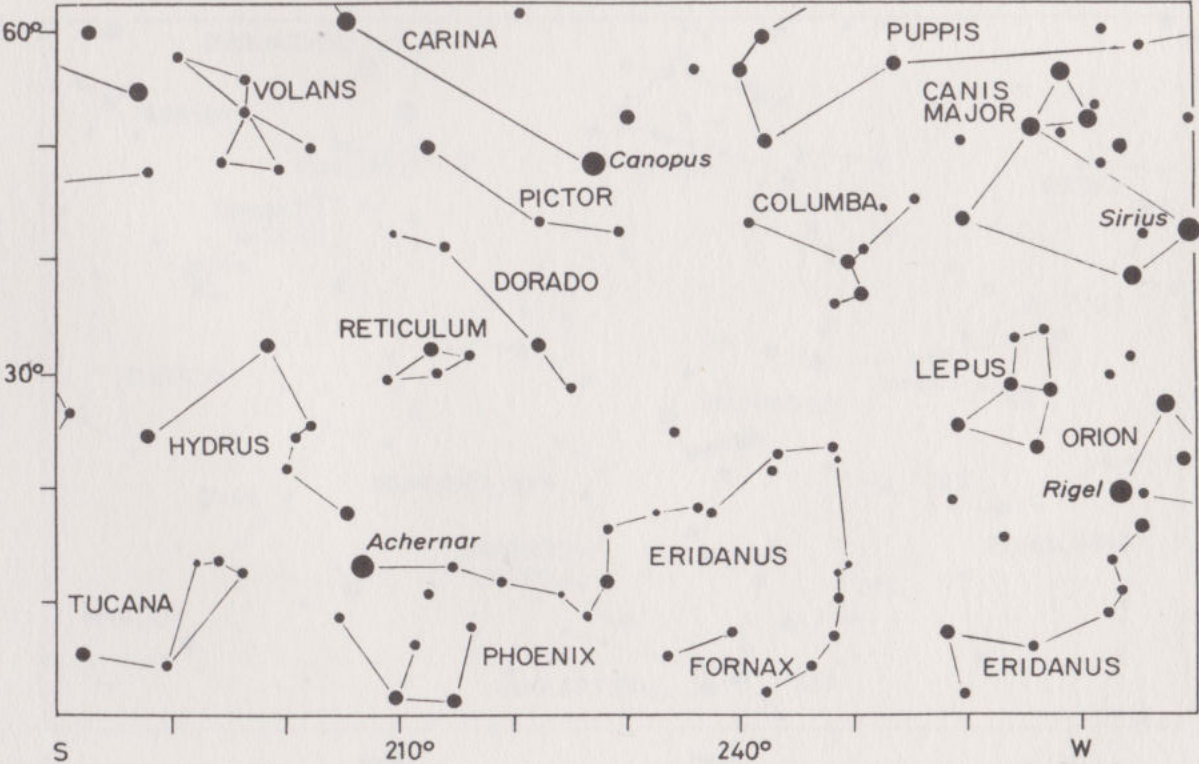 60°
CARINA
PUPPIS
VOLANS
CANIS
MAJOR
Canopus
PICTOR
COLUMBA
Sirius
DORADO
RETICULUM
30°
LEPUS
HYDRUS
ORION
Rigel
Achernar
ERIDANUS
TUCANA
PHOENIX
FORNAX
ERIDANUS
S
210°
240°
W